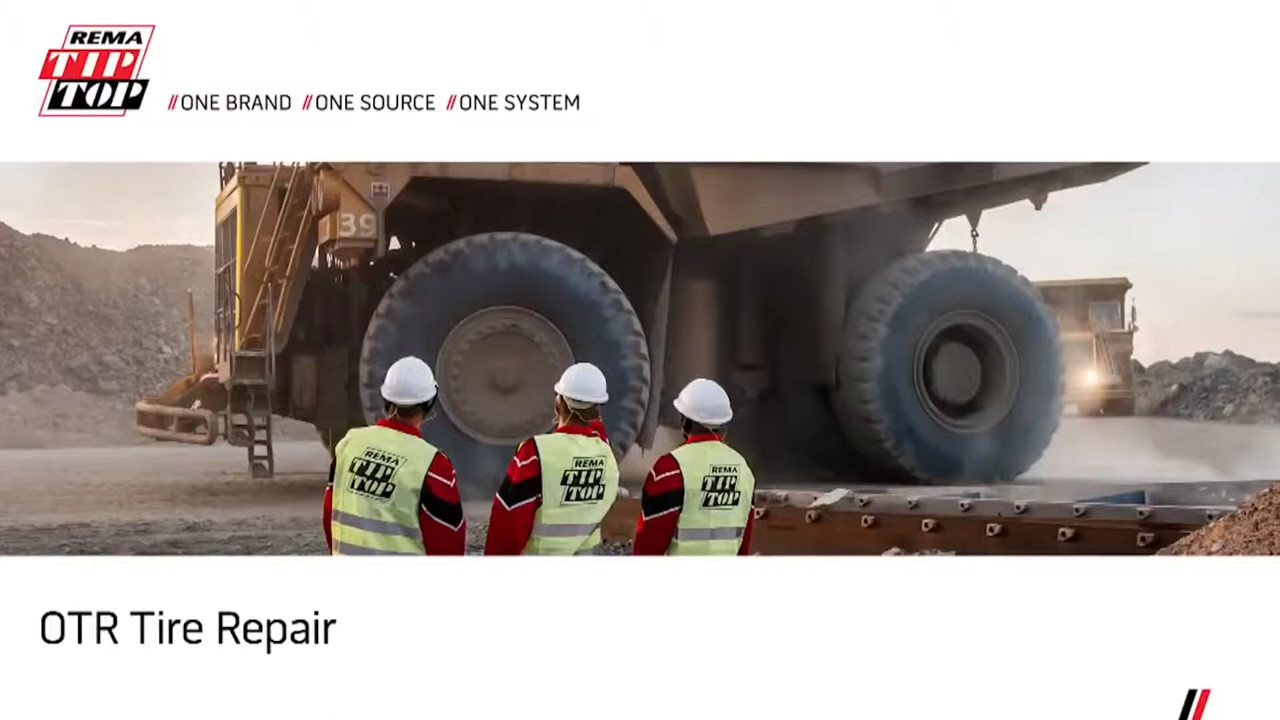 REMA
TIP
TOP
//ONE BRAND //ONE SOURCE //ONE SYSTEM
39
REMA
TIP
TOP
REMA
TIP
TOP
REMA
TIP
TOP
OTR Tire Repair